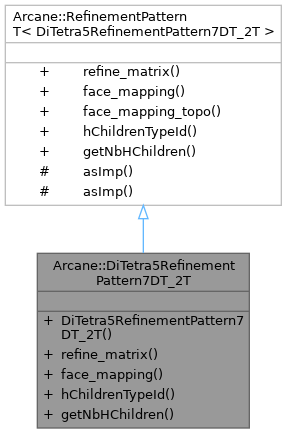 Arcane::RefinementPattern
T< DiTetra5RefinementPattern7DT_2T >
+ refine_matrix()
+ face_mapping()
+ face_mapping_topo()
+ hChildrenTypeId()
+ getNbHChildren()
# asImp()
# asImp()
Arcane::DiTetra5Refinement
Pattern7DT_2T
+ DiTetra5RefinementPattern7
DT_2T()
+ refine_matrix()
+ face_mapping()
+ hChildrenTypeId()
+ getNbHChildren()